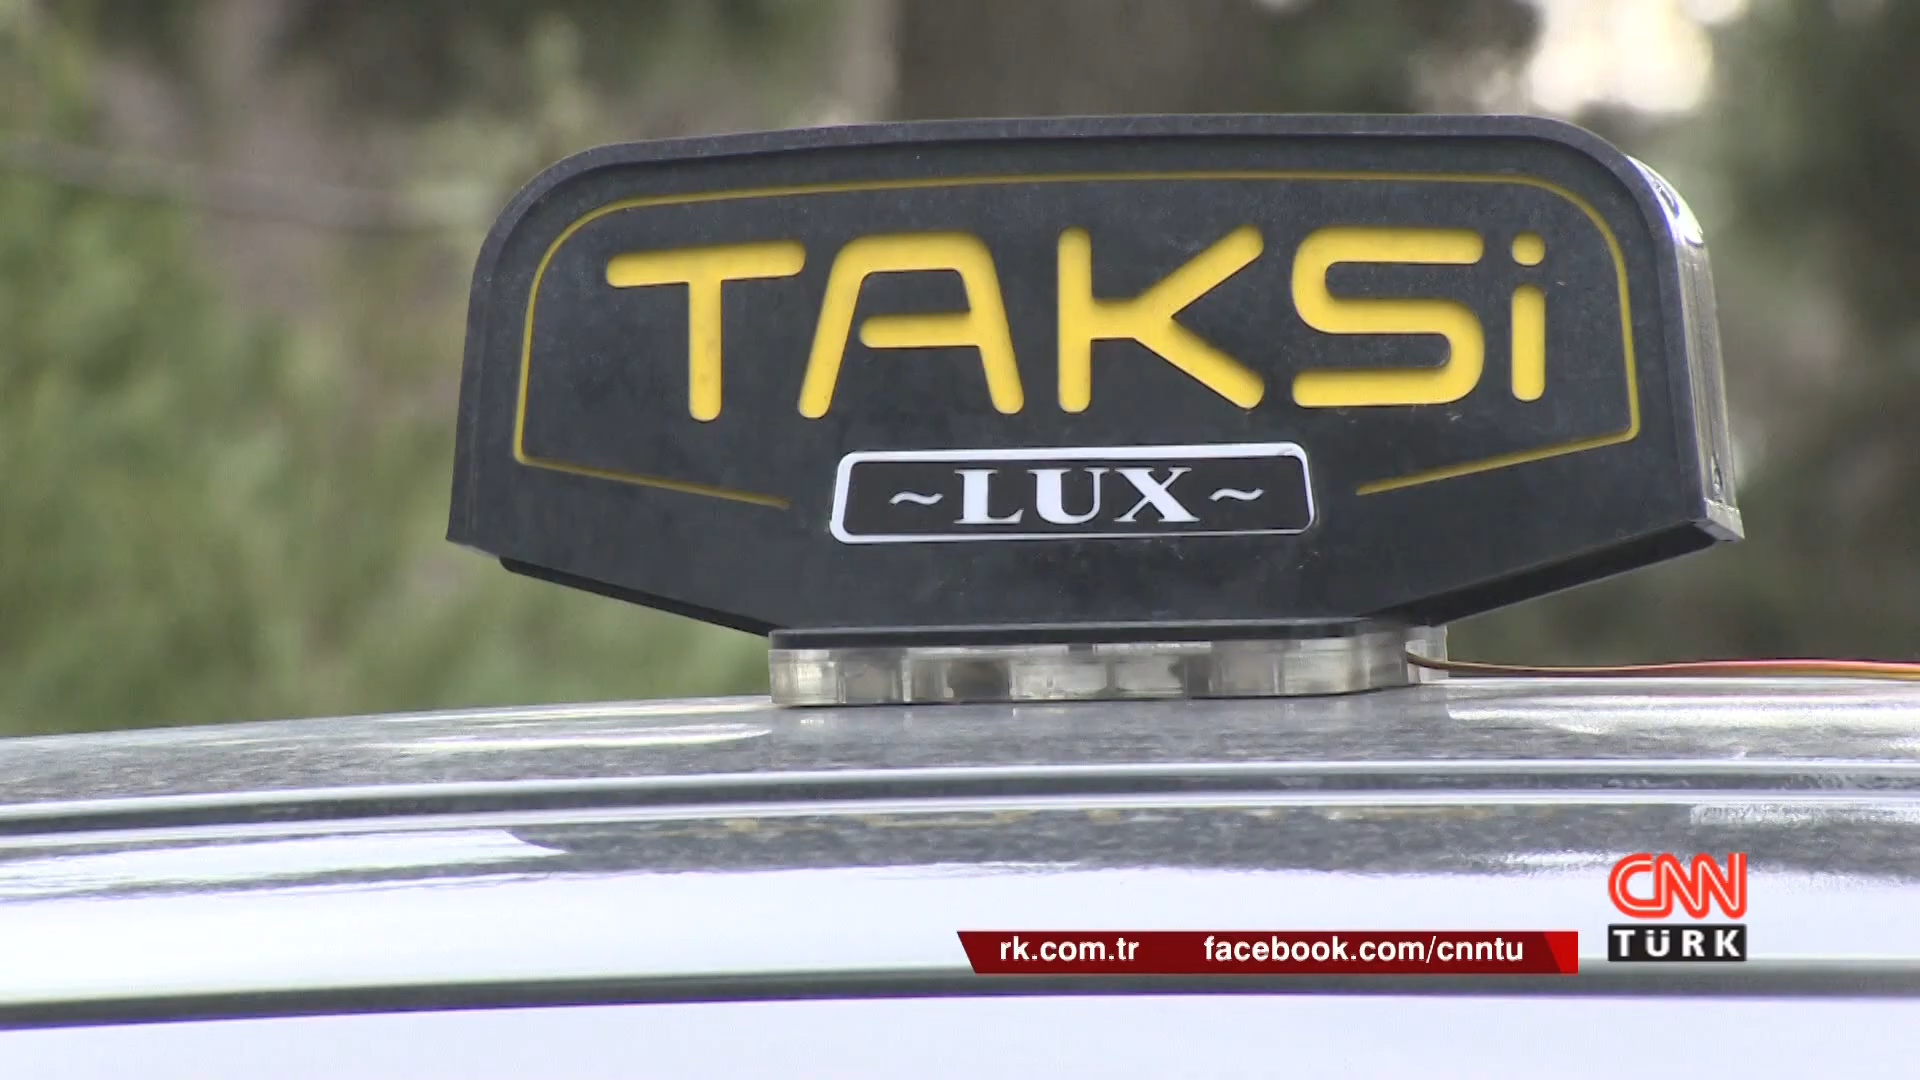 TAKSi
~LUX~
CNN
TÜRK
rk.com.tr facebook.com/cnntu